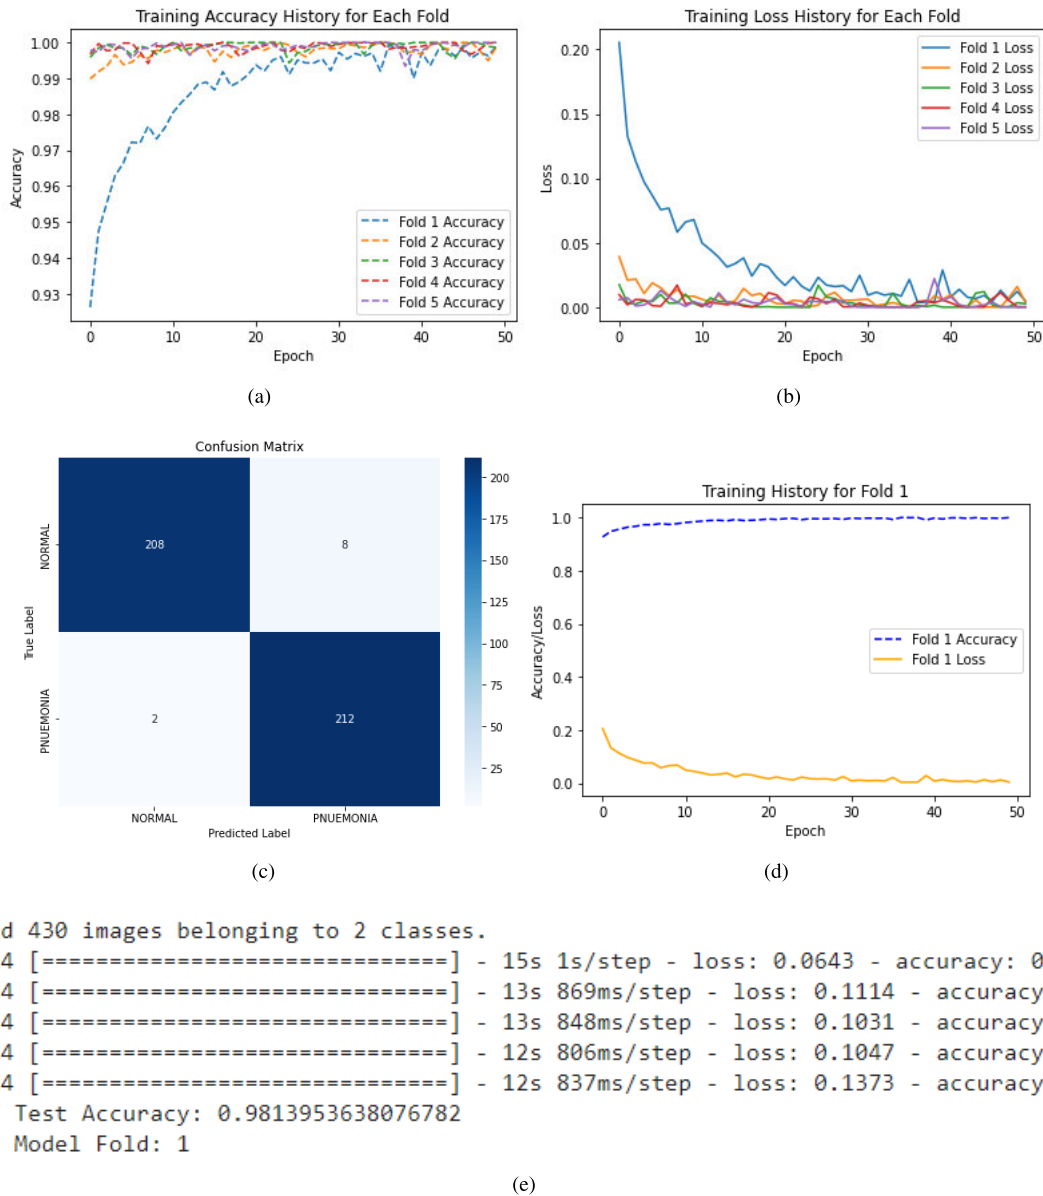 Training Accuracy History for Each Fold
1.00
0.99
0.98
0.97
0.96
0.95
0.94
0.93
Accuracy
Fold 1 Accuracy
Fold 2 Accuracy
Fold 3 Accuracy
Fold 4 Accuracy
Fold 5 Accuracy
0 10 20 30 40 50
Epoch
(a)
Training Loss History for Each Fold
0.20
0.15
0.10
0.05
0.00
Loss
Fold 1 Loss
Fold 2 Loss
Fold 3 Loss
Fold 4 Loss
Fold 5 Loss
0 10 20 30 40 50
Epoch
(b)
Confusion Matrix
NORMAL
PNUEMONIA
True Label
208 8
2 212
NORMAL PNUEMONIA
Predicted Label
200
175
150
125
100
75
50
25
(c)
Training History for Fold 1
1.0
0.8
0.6
0.4
0.2
0.0
Accuracy/Loss
Fold 1 Accuracy
Fold 1 Loss
0 10 20 30 40 50
Epoch
(d)
d 430 images belonging to 2 classes.
4 [==============================] - 15s 1s/step - loss: 0.0643 - accuracy: 0
4 [==============================] - 13s 869ms/step - loss: 0.1114 - accuracy
4 [==============================] - 13s 848ms/step - loss: 0.1031 - accuracy
4 [==============================] - 12s 806ms/step - loss: 0.1047 - accuracy
4 [==============================] - 12s 837ms/step - loss: 0.1373 - accuracy
Test Accuracy: 0.9813953638076782
Model Fold: 1
(e)